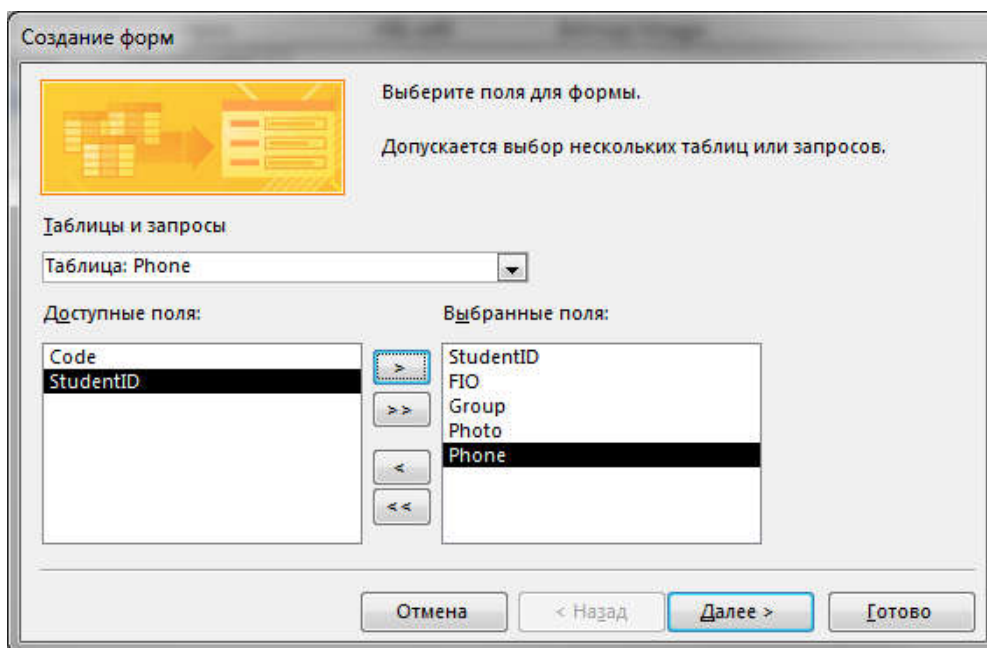 Создание форм
Выберите поля для формы.
Допускается выбор нескольких таблиц или запросов.
Таблицы и запросы
Таблица: Phone
Доступные поля:
Выбранные поля:
Code
StudentID
>
>>
<
<<
StudentID
FIO
Group
Photo
Phone
Отмена
< Назад
Далее >
Готово